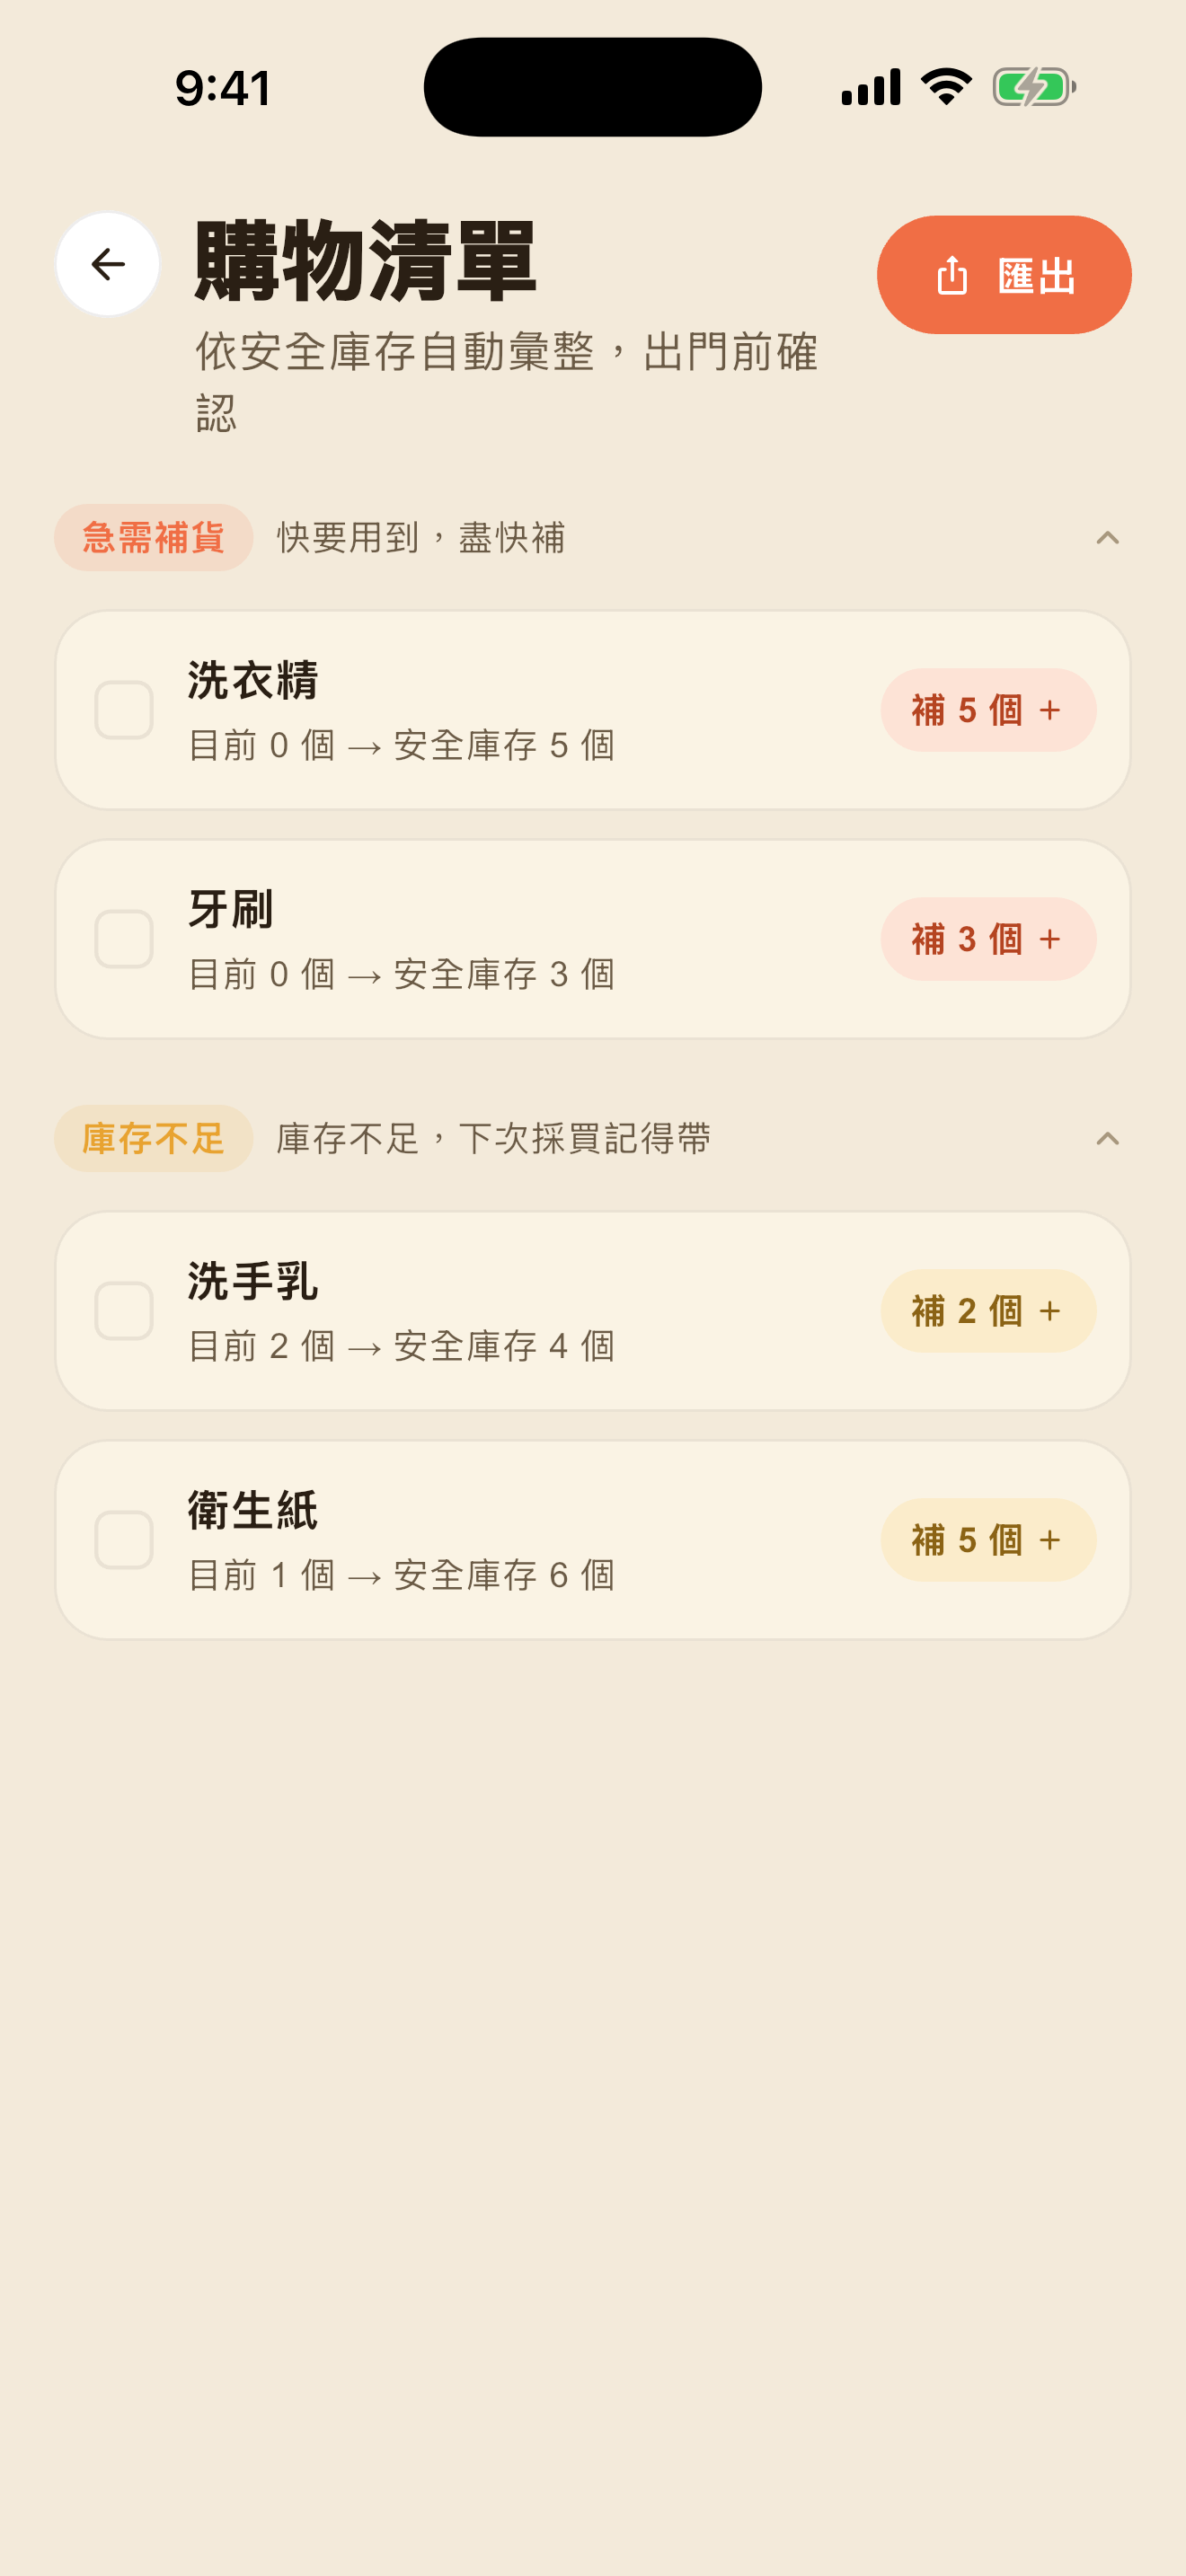 9:41
購物清單
匯出
依安全庫存自動彙整，出門前確
認
急需補貨 快要用到，盡快補
洗衣精
目前 0 個 → 安全庫存 5 個
補 5 個 +
牙刷
目前 0 個 → 安全庫存 3 個
補 3 個 +
庫存不足 庫存不足，下次採買記得帶
洗手乳
目前 2 個 → 安全庫存 4 個
補 2 個 +
衛生紙
目前 1 個 → 安全庫存 6 個
補 5 個 +